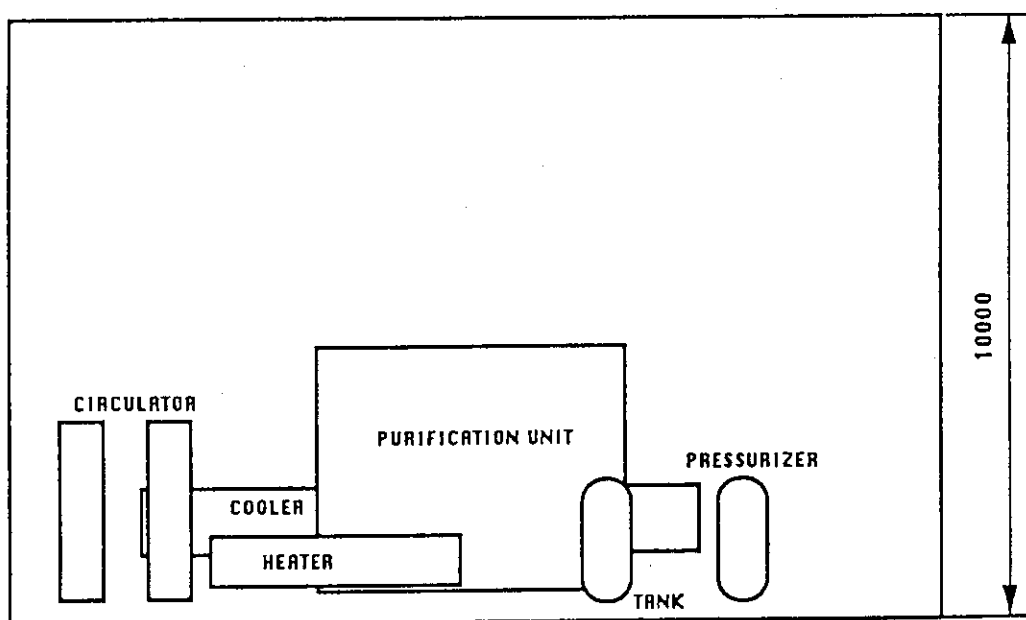 10000
CIRCULATOR
PURIFICATION UNIT
PRESSURIZER
COOLER
HEATER
TANK